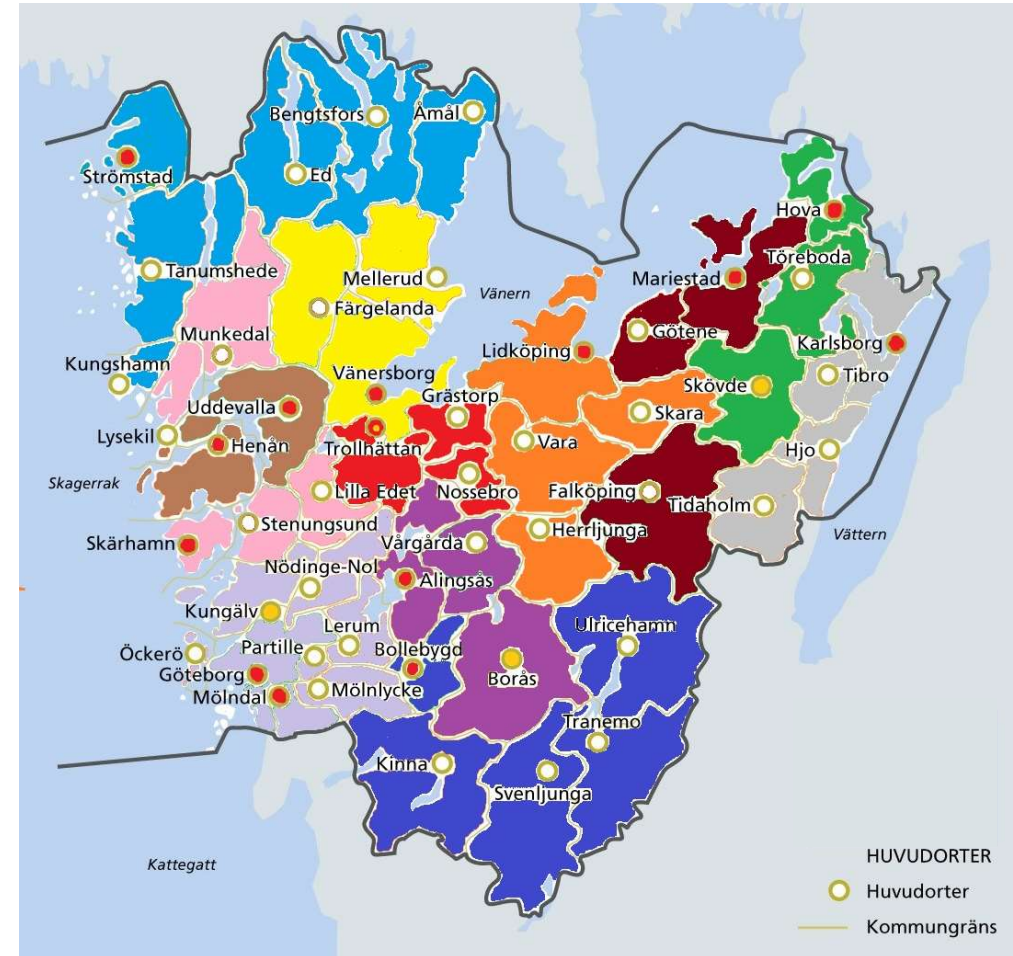 Bengtsfors
Åmål
Strömstad
Ed
Hova
Tanumshede
Mellerud
Töreboda
Mariestad
Vänern
Färgelanda
Munkedal
Götene
Karlsborg
Lidköping
Kungshamn
Vänersborg
Tibro
Skövde
Grästorp
Uddevalla
Skara
Lysekil
Henån
Trollhättan
Vara
Hjo
Skagerrak
Lilla Edet
Nossebro
Falköping
Tidaholm
Stenungsund
Herrljunga
Vättern
Skärhamn
Vårgårda
Nödinge-Nol
Alingsås
Kungälv
Lerum
Ulricehamn
Öckerö
Partille
Bollebygd
Göteborg
Borås
Mölndal
Mölnlycke
Tranemo
Kinna
Svenljunga
Kattegatt
HUVUDORTER
Huvudorter
Kommungräns